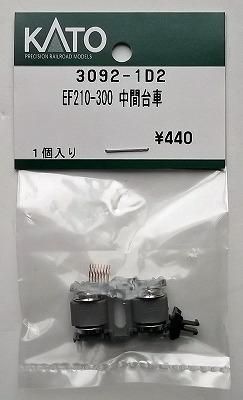 KATO
PRECISION RAILROAD MODELS
3092-1D2
EF210-300 中間台車
¥440
1個入り